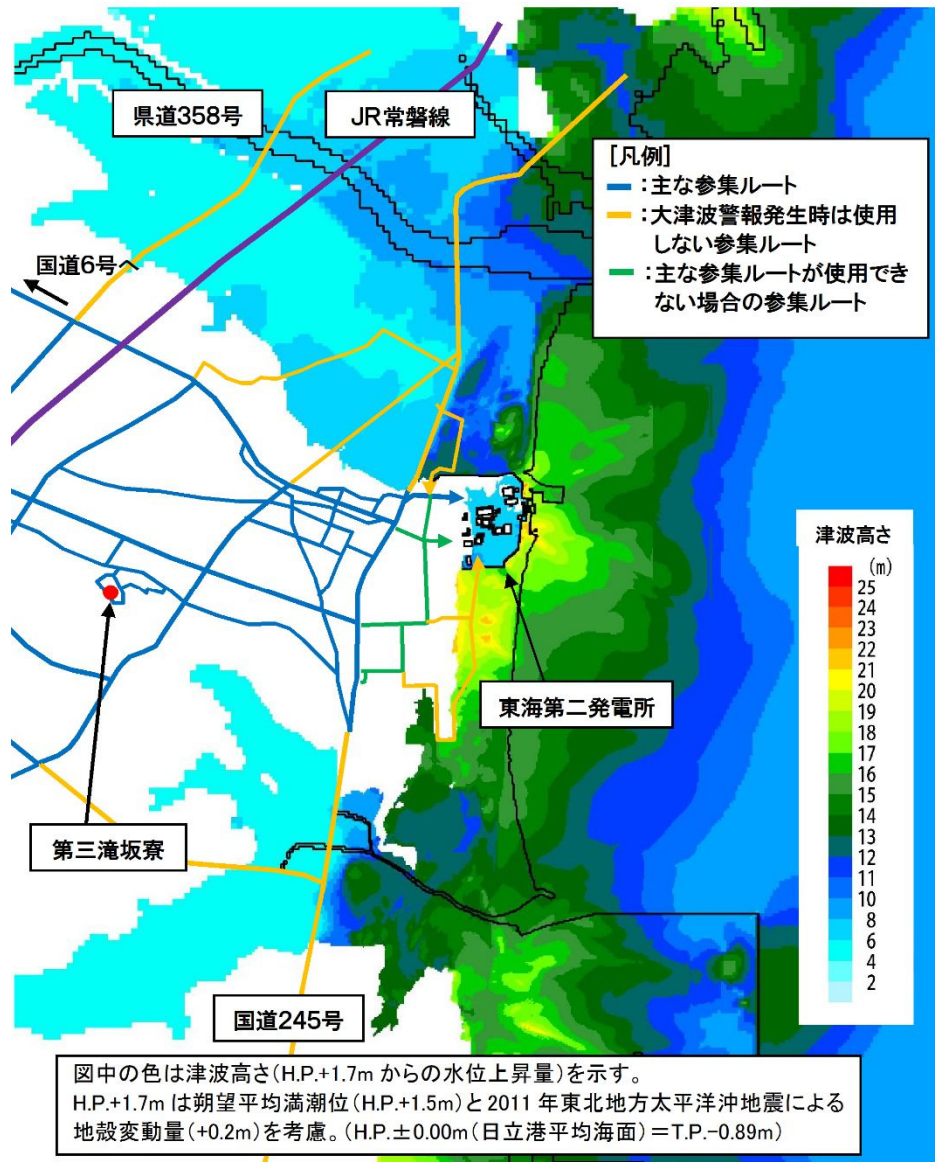 県道358号
JR常磐線
[凡例]
:主な参集ルート
:大津波警報発生時は使用
しない参集ルート
:主な参集ルートが使用でき
ない場合の参集ルート
国道6号へ
津波高さ
(m)
25
24
23
22
21
20
19
18
17
16
15
14
13
12
11
10
8
6
4
2
東海第二発電所
第三滝坂寮
国道245号
図中の色は津波高さ(H.P.+1.7m からの水位上昇量)を示す。
H.P.+1.7m は朔望平均満潮位(H.P.+1.5m)と 2011 年東北地方太平洋沖地震による
地殻変動量(+0.2m)を考慮。(H.P.±0.00m(日立港平均海面)=T.P.-0.89m)